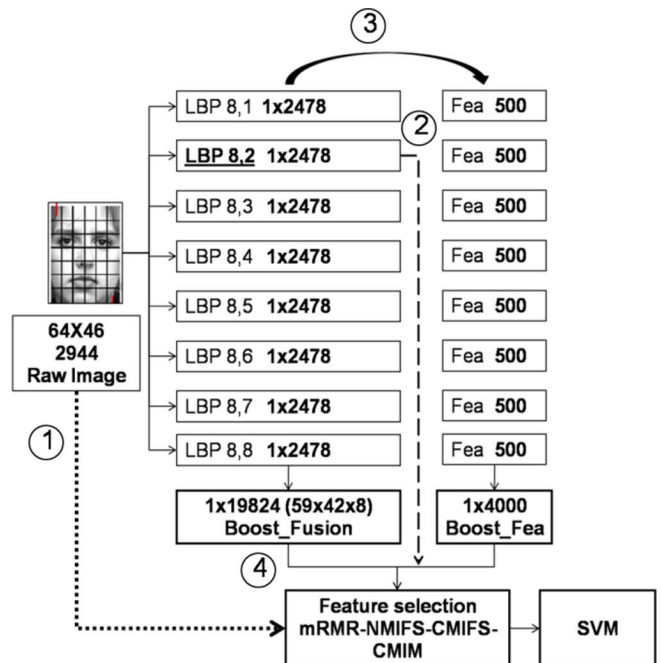 3
LBP 8,1 1x2478
Fea 500
2
LBP 8,2 1x2478
Fea 500
LBP 8,3 1x2478
Fea 500
LBP 8,4 1x2478
Fea 500
LBP 8,5 1x2478
Fea 500
LBP 8,6 1x2478
Fea 500
LBP 8,7 1x2478
Fea 500
LBP 8,8 1x2478
Fea 500
64X46
2944
Raw Image
1
1x19824 (59x42x8)
Boost_Fusion
1x4000
Boost_Fea
4
Feature selection
mRMR-NMIFS-CMIFS-
CMIM
SVM